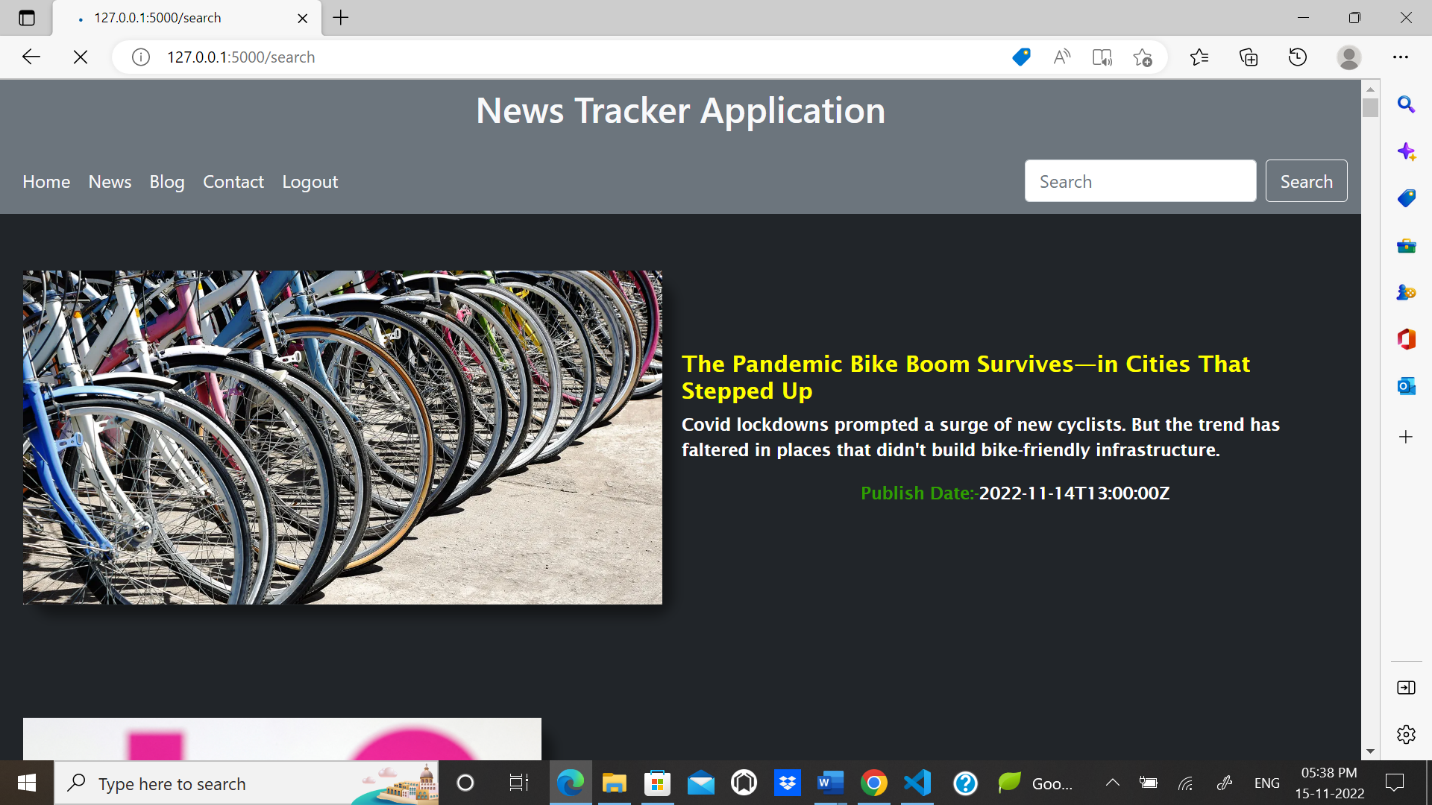 127.0.0.1:5000/search
127.0.0.1:5000/search
News Tracker Application
Home News Blog Contact Logout
Search Search
The Pandemic Bike Boom Survives—in Cities That
Stepped Up
Covid lockdowns prompted a surge of new cyclists. But the trend has
faltered in places that didn't build bike-friendly infrastructure.
Publish Date:-2022-11-14T13:00:00Z
Type here to search
Goo...
ENG
05:38 PM
15-11-2022